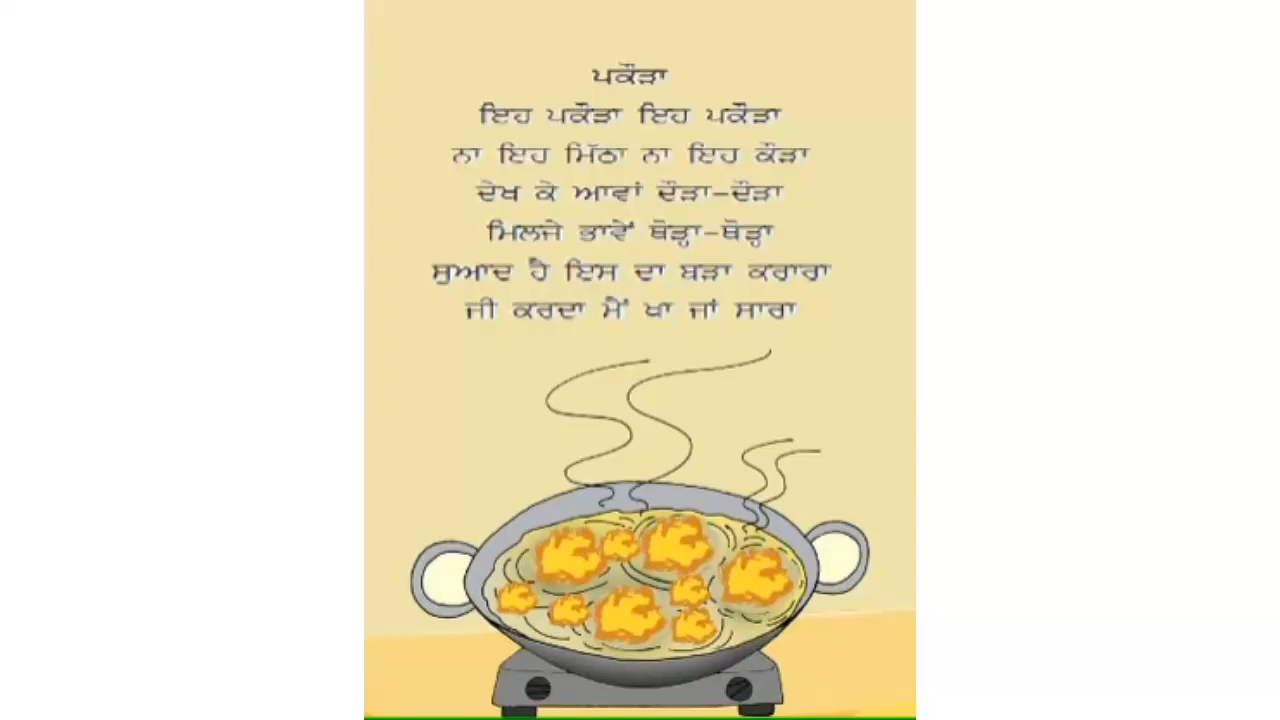 ਪਕੌੜਾ
ਇਹ ਪਕੌੜਾ ਇਹ ਪਕੌੜਾ
ਨਾ ਇਹ ਮਿੱਠਾ ਨਾ ਇਹ ਕੌੜਾ
ਦੇਖ ਕੇ ਆਵਾਂ ਦੌੜਾ-ਦੌੜਾ
ਮਿਲਜੇ ਭਾਵੇਂ ਥੋੜ੍ਹਾ-ਥੋੜ੍ਹਾ
ਸੁਆਦ ਹੈ ਇਸ ਦਾ ਬੜਾ ਕਰਾਰਾ
ਜੀ ਕਰਦਾ ਮੈਂ ਖਾ ਜਾਂ ਸਾਰਾ